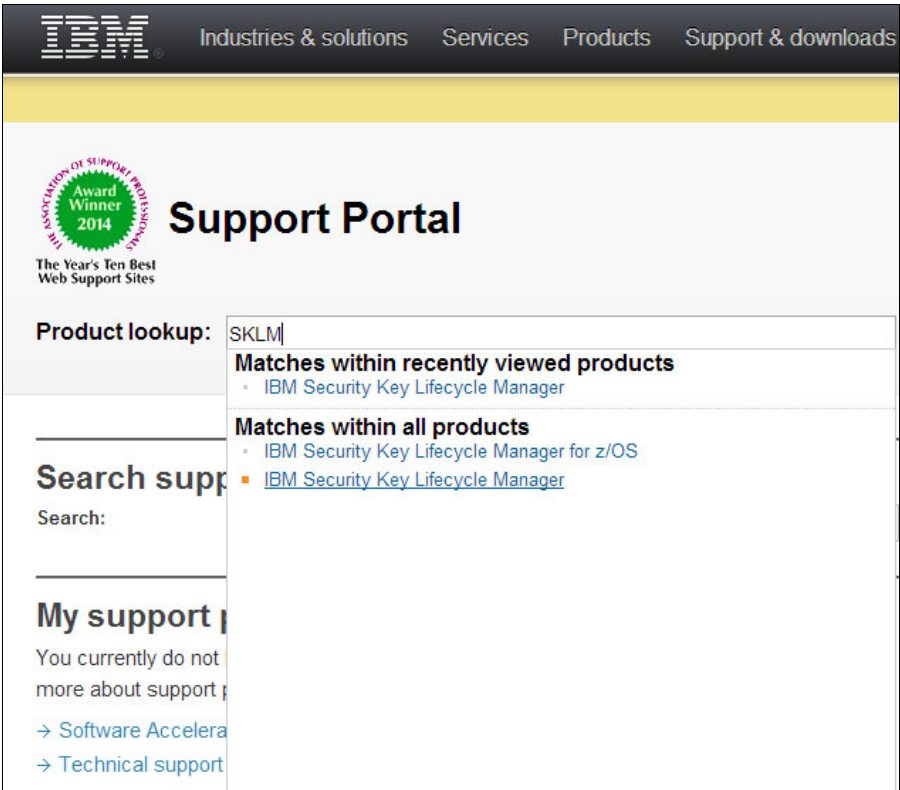 IBM®
Industries & solutions Services Products Support & downloads
THE ASSOCIATION OF SUPPORT PROFESSIONALS
Award
Winner
2014
The Year's Ten Best
Web Support Sites
Support Portal
Product lookup: SKLM
Matches within recently viewed products
IBM Security Key Lifecycle Manager
Matches within all products
IBM Security Key Lifecycle Manager for z/OS
IBM Security Key Lifecycle Manager
Search supp
Search:
My support p
You currently do not
more about support p
→ Software Accelera
→ Technical support